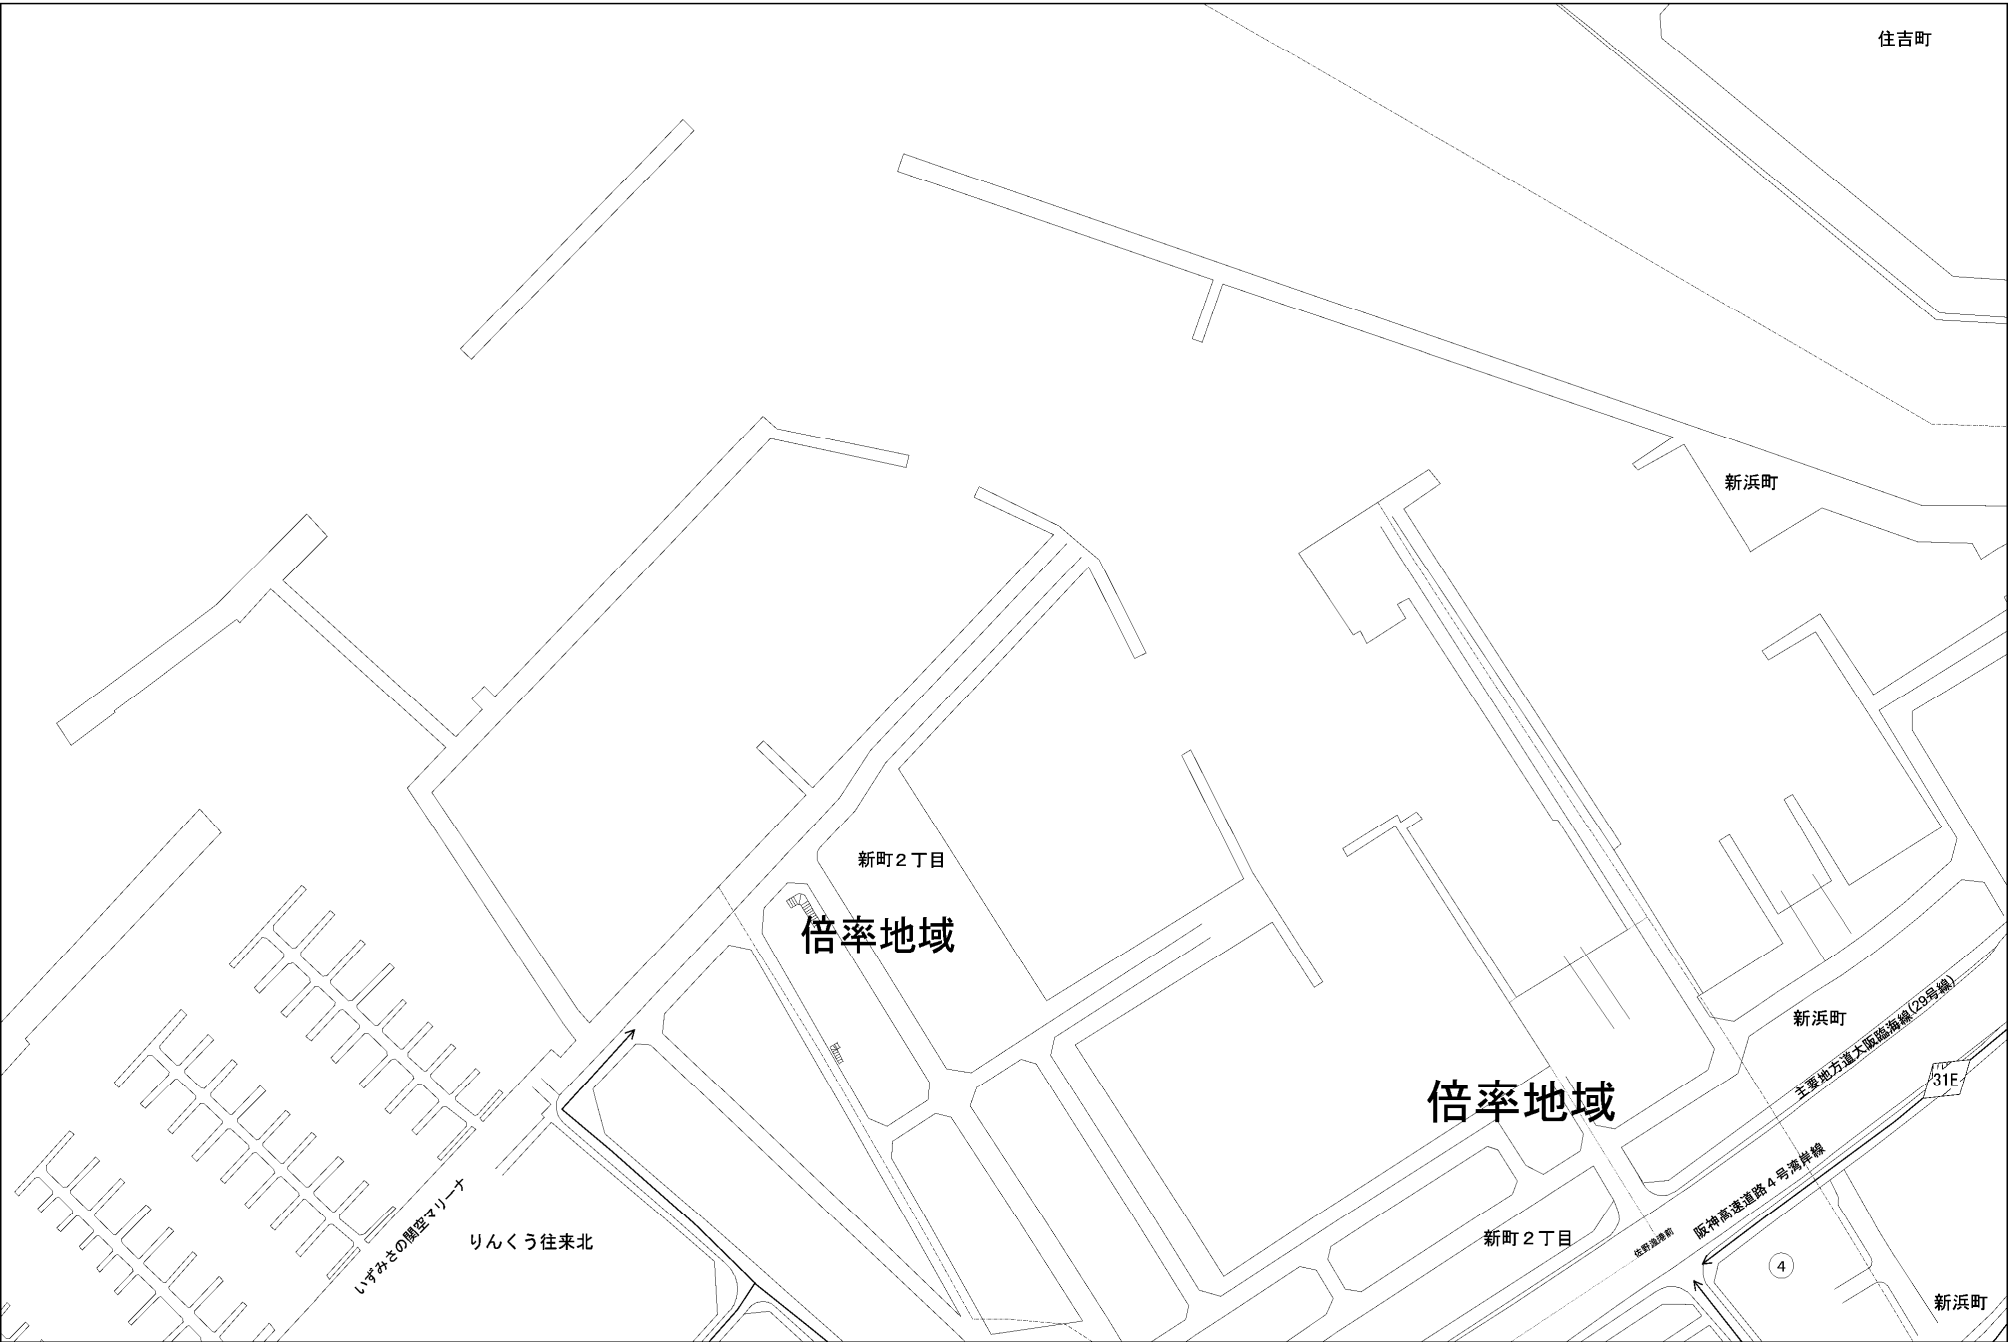 住吉町
新浜町
新町２丁目
倍率地域
新浜町
主要地方道大阪臨海線(29号線)
31E
倍率地域
阪神高速道路４号湾岸線
いずみさの関空マリーナ
りんくう往来北
新町２丁目
4
新浜町